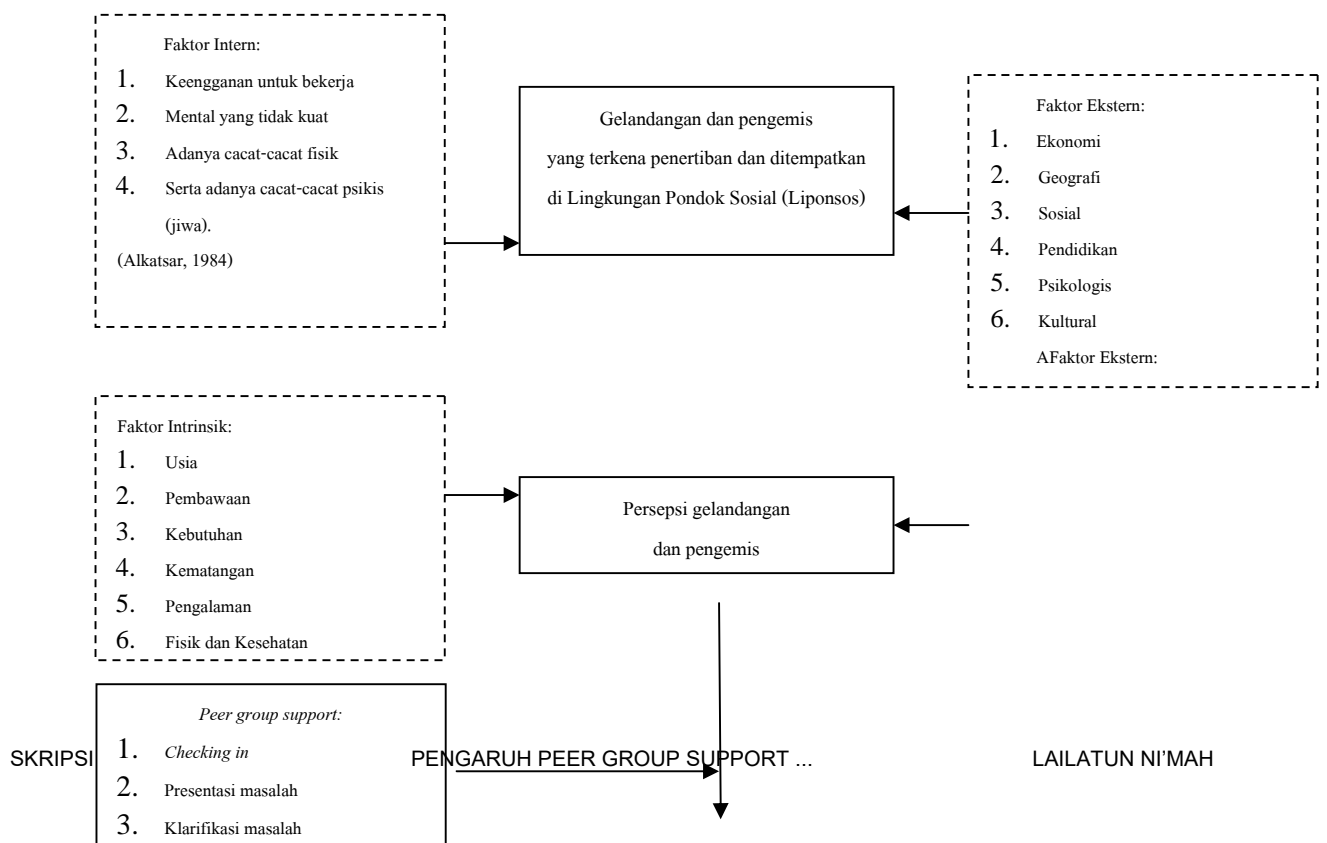 Faktor Intern:
1. Keengganan untuk bekerja
2. Mental yang tidak kuat
3. Adanya cacat-cacat fisik
4. Serta adanya cacat-cacat psikis
(jiwa).
(Alkatsar, 1984)
Gelandangan dan pengemis
yang terkena penertiban dan ditempatkan
di Lingkungan Pondok Sosial (Liponsos)
Faktor Ekstern:
1. Ekonomi
2. Geografi
3. Sosial
4. Pendidikan
5. Psikologis
6. Kultural
AFaktor Ekstern:
Faktor Intrinsik:
1. Usia
2. Pembawaan
3. Kebutuhan
4. Kematangan
5. Pengalaman
6. Fisik dan Kesehatan
Persepsi gelandangan
dan pengemis
Peer group support:
1. Checking in
2. Presentasi masalah
3. Klarifikasi masalah
SKRIPSI PENGARUH PEER GROUP SUPPORT ... LAILATUN NI'MAH